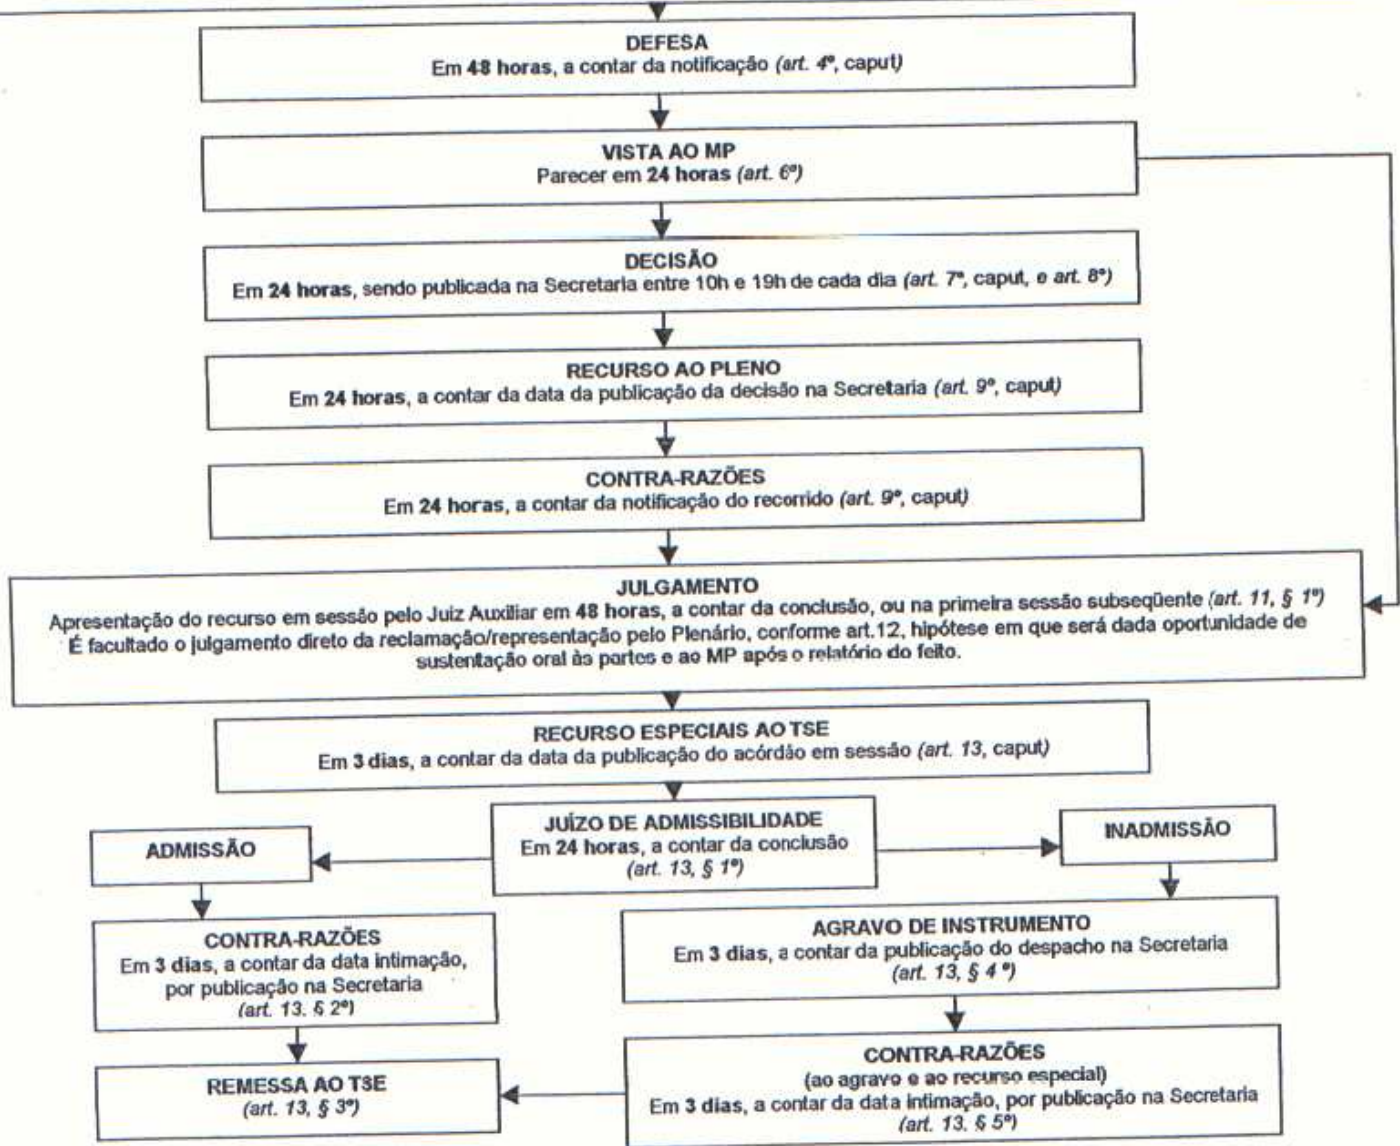 DEFESA
Em 48 horas, a contar da notificação (art. 4º, caput)
VISTA AO MP
Parecer em 24 horas (art. 6º)
DECISÃO
Em 24 horas, sendo publicada na Secretaria entre 10h e 19h de cada dia (art. 7º, caput, e art. 8º)
RECURSO AO PLENO
Em 24 horas, a contar da data da publicação da decisão na Secretaria (art. 9º, caput)
CONTRA-RAZÕES
Em 24 horas, a contar da notificação do recorrido (art. 9º, caput)
JULGAMENTO
Apresentação do recurso em sessão pelo Juiz Auxiliar em 48 horas, a contar da conclusão, ou na primeira sessão subseqüente (art. 11, § 1º)
É facultado o julgamento direto da reclamação/representação pelo Plenário, conforme art.12, hipótese em que será dada oportunidade de
sustentação oral às partes e ao MP após o relatório do feito.
RECURSO ESPECIAIS AO TSE
Em 3 dias, a contar da data da publicação do acórdão em sessão (art. 13, caput)
JUÍZO DE ADMISSIBILIDADE
Em 24 horas, a contar da conclusão
(art. 13, § 1º)
ADMISSÃO
INADMISSÃO
CONTRA-RAZÕES
Em 3 dias, a contar da data intimação,
por publicação na Secretaria
(art. 13. § 2º)
AGRAVO DE INSTRUMENTO
Em 3 dias, a contar da publicação do despacho na Secretaria
(art. 13, § 4 º)
REMESSA AO TSE
(art. 13, § 3º)
CONTRA-RAZÕES
(ao agravo e ao recurso especial)
Em 3 dias, a contar da data intimação, por publicação na Secretaria
(art. 13. § 5º)